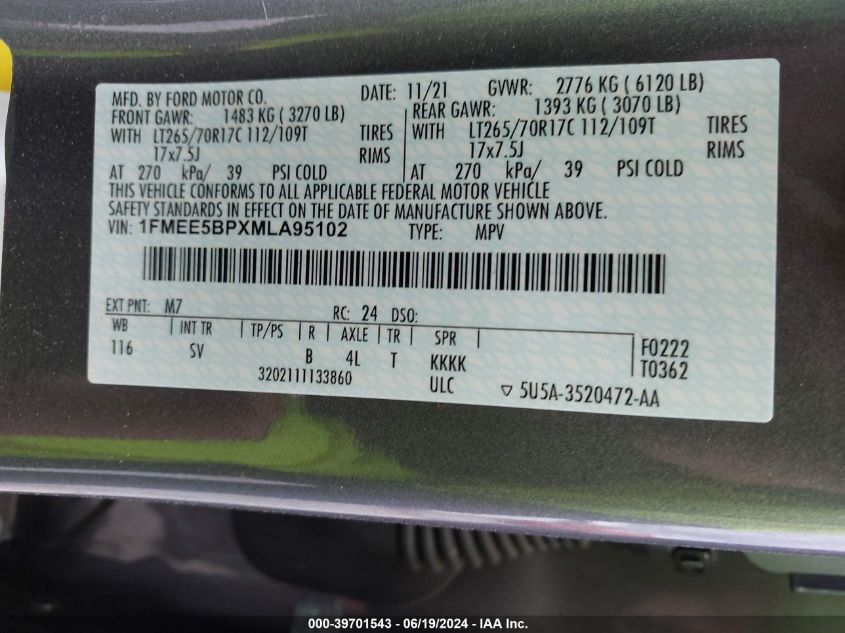 MFD. BY FORD MOTOR CO. DATE: 11/21 GVWR: 2776 KG ( 6120 LB)
FRONT GAWR: 1483 KG ( 3270 LB) REAR GAWR: 1393 KG ( 3070 LB)
WITH LT265/70R17C 112/109T TIRES WITH LT265/70R17C 112/109T TIRES
17x7.5J RIMS 17x7.5J RIMS
AT 270 kPa/ 39 PSI COLD AT 270 kPa/ 39 PSI COLD
THIS VEHICLE CONFORMS TO ALL APPLICABLE FEDERAL MOTOR VEHICLE
SAFETY STANDARDS IN EFFECT ON THE DATE OF MANUFACTURE SHOWN ABOVE.
VIN: 1FMEE5BPXMLA95102 TYPE: MPV
EXT PNT: M7 RC: 24 DSO:
WB | INT TR | TP/PS | R | AXLE | TR | SPR |
116 SV B 4L T KKKK
F0222
T0362
3202111133860 ULC ▽ 5U5A-3520472-AA
000-39701543 - 06/19/2024 - IAA Inc.